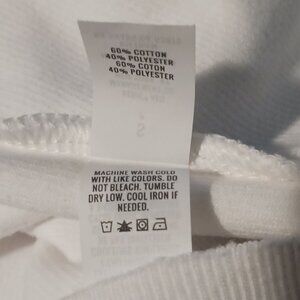 60% COTTON
40% POLYESTER
60% COTON
40% POLYESTER
S
MACHINE WASH COLD
WITH LIKE COLORS. DO
NOT BLEACH. TUMBLE
DRY LOW. COOL IRON IF
NEEDED.